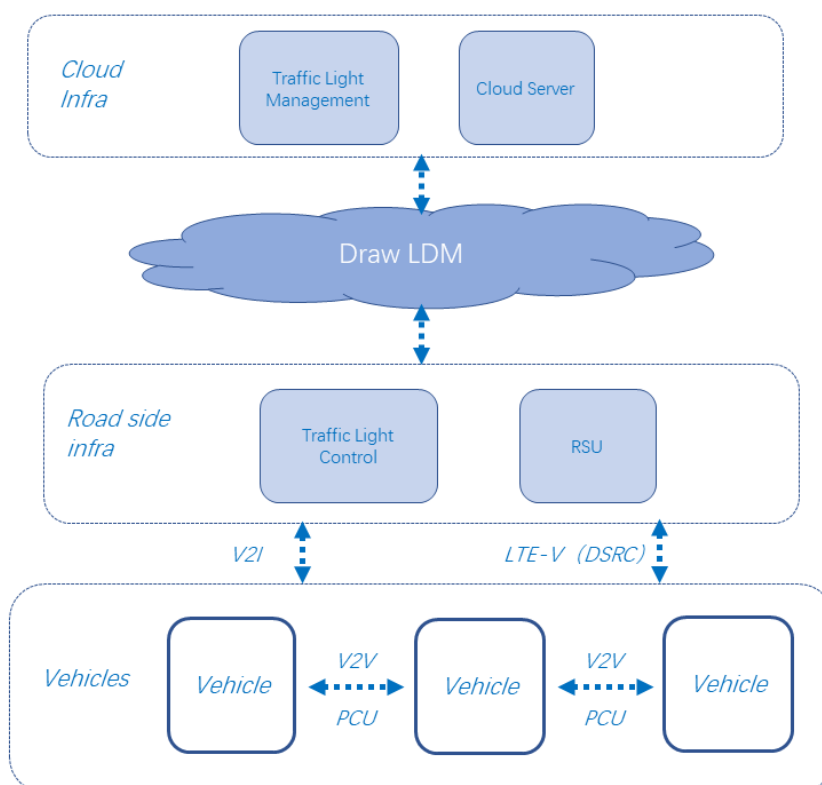 Cloud
Infra
Traffic Light
Management
Cloud Server
Draw LDM
Road side
infra
Traffic Light
Control
RSU
V2I
LTE-V（DSRC）
Vehicles
Vehicle
V2V
PCU
Vehicle
V2V
PCU
Vehicle